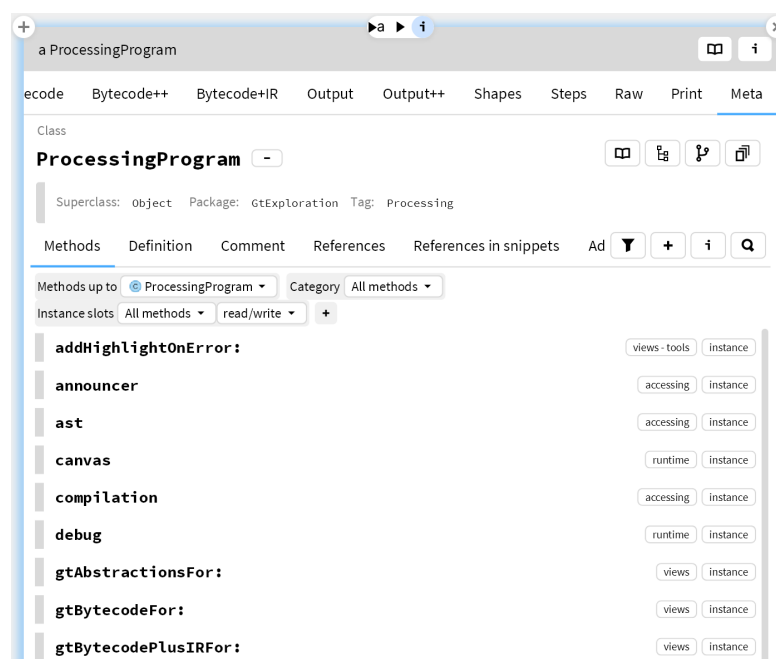 a
a ProcessingProgram
ecode Bytecode++ Bytecode+IR Output Output++ Shapes Steps Raw Print Meta
Class
ProcessingProgram
Superclass: Object Package: GtExploration Tag: Processing
Methods Definition Comment References References in snippets Ad
Methods up to ProcessingProgram Category All methods
Instance slots All methods read/write +
addHighlightOnError: views - tools instance
announcer accessing instance
ast accessing instance
canvas runtime instance
compilation accessing instance
debug runtime instance
gtAbstractionsFor: views instance
gtBytecodeFor: views instance
gtBytecodePlusIRFor: views instance